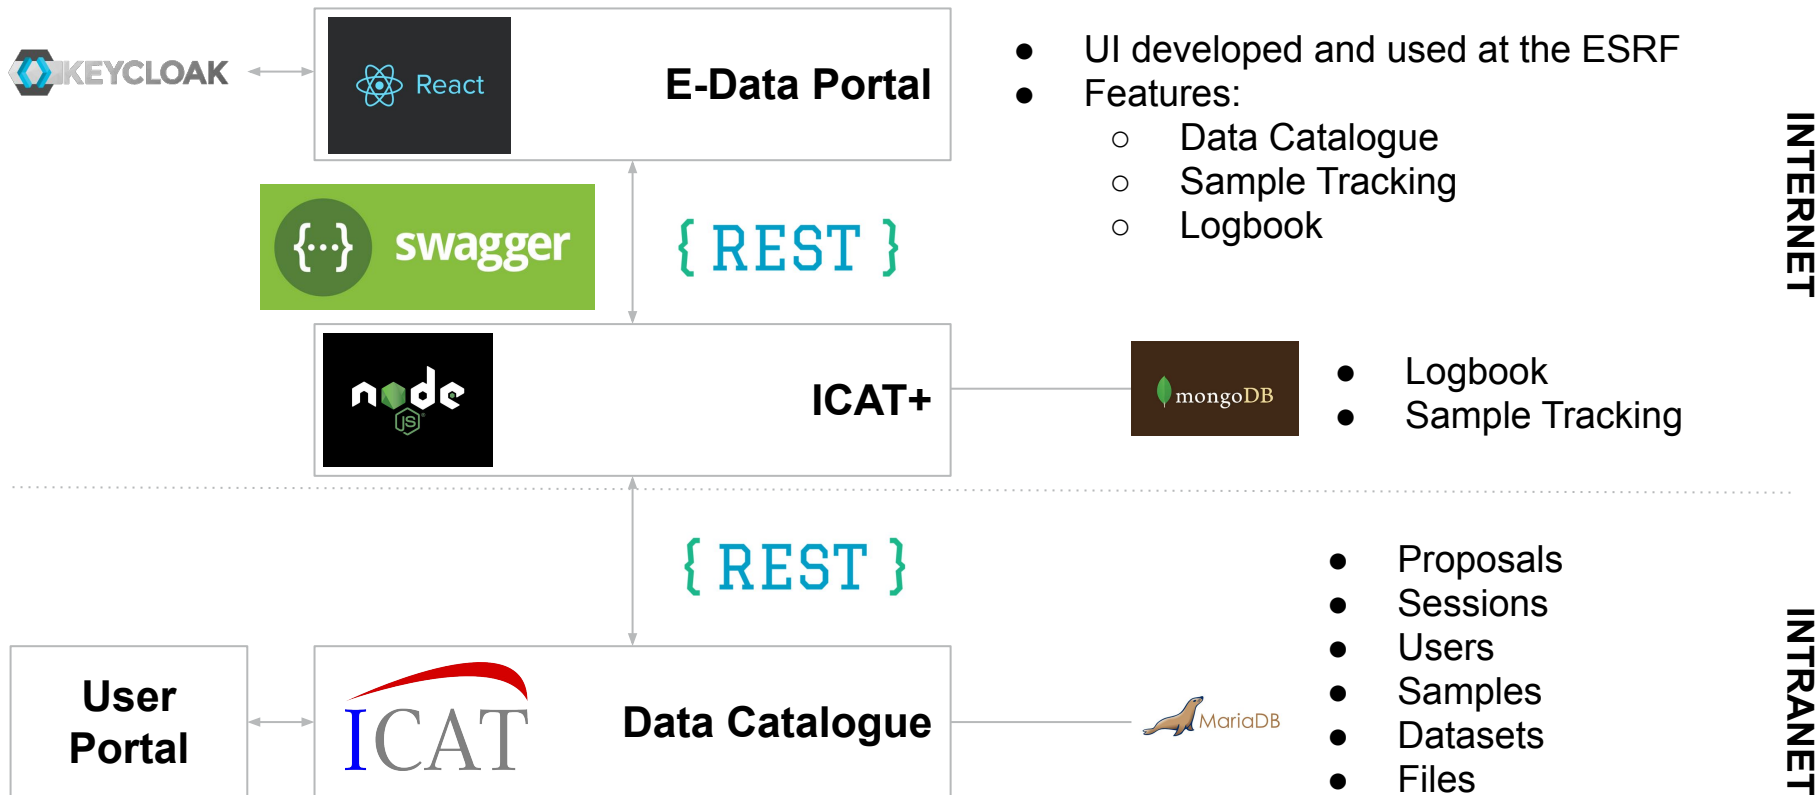 KEYCLOAK
React
E-Data Portal
● UI developed and used at the ESRF
● Features:
○ Data Catalogue
○ Sample Tracking
○ Logbook
INTERNET
{···} swagger
{ REST }
node
JS
ICAT+
mongoDB
● Logbook
● Sample Tracking
{ REST }
User
Portal
ICAT
Data Catalogue
MariaDB
● Proposals
● Sessions
● Users
● Samples
● Datasets
● Files
INTRANET